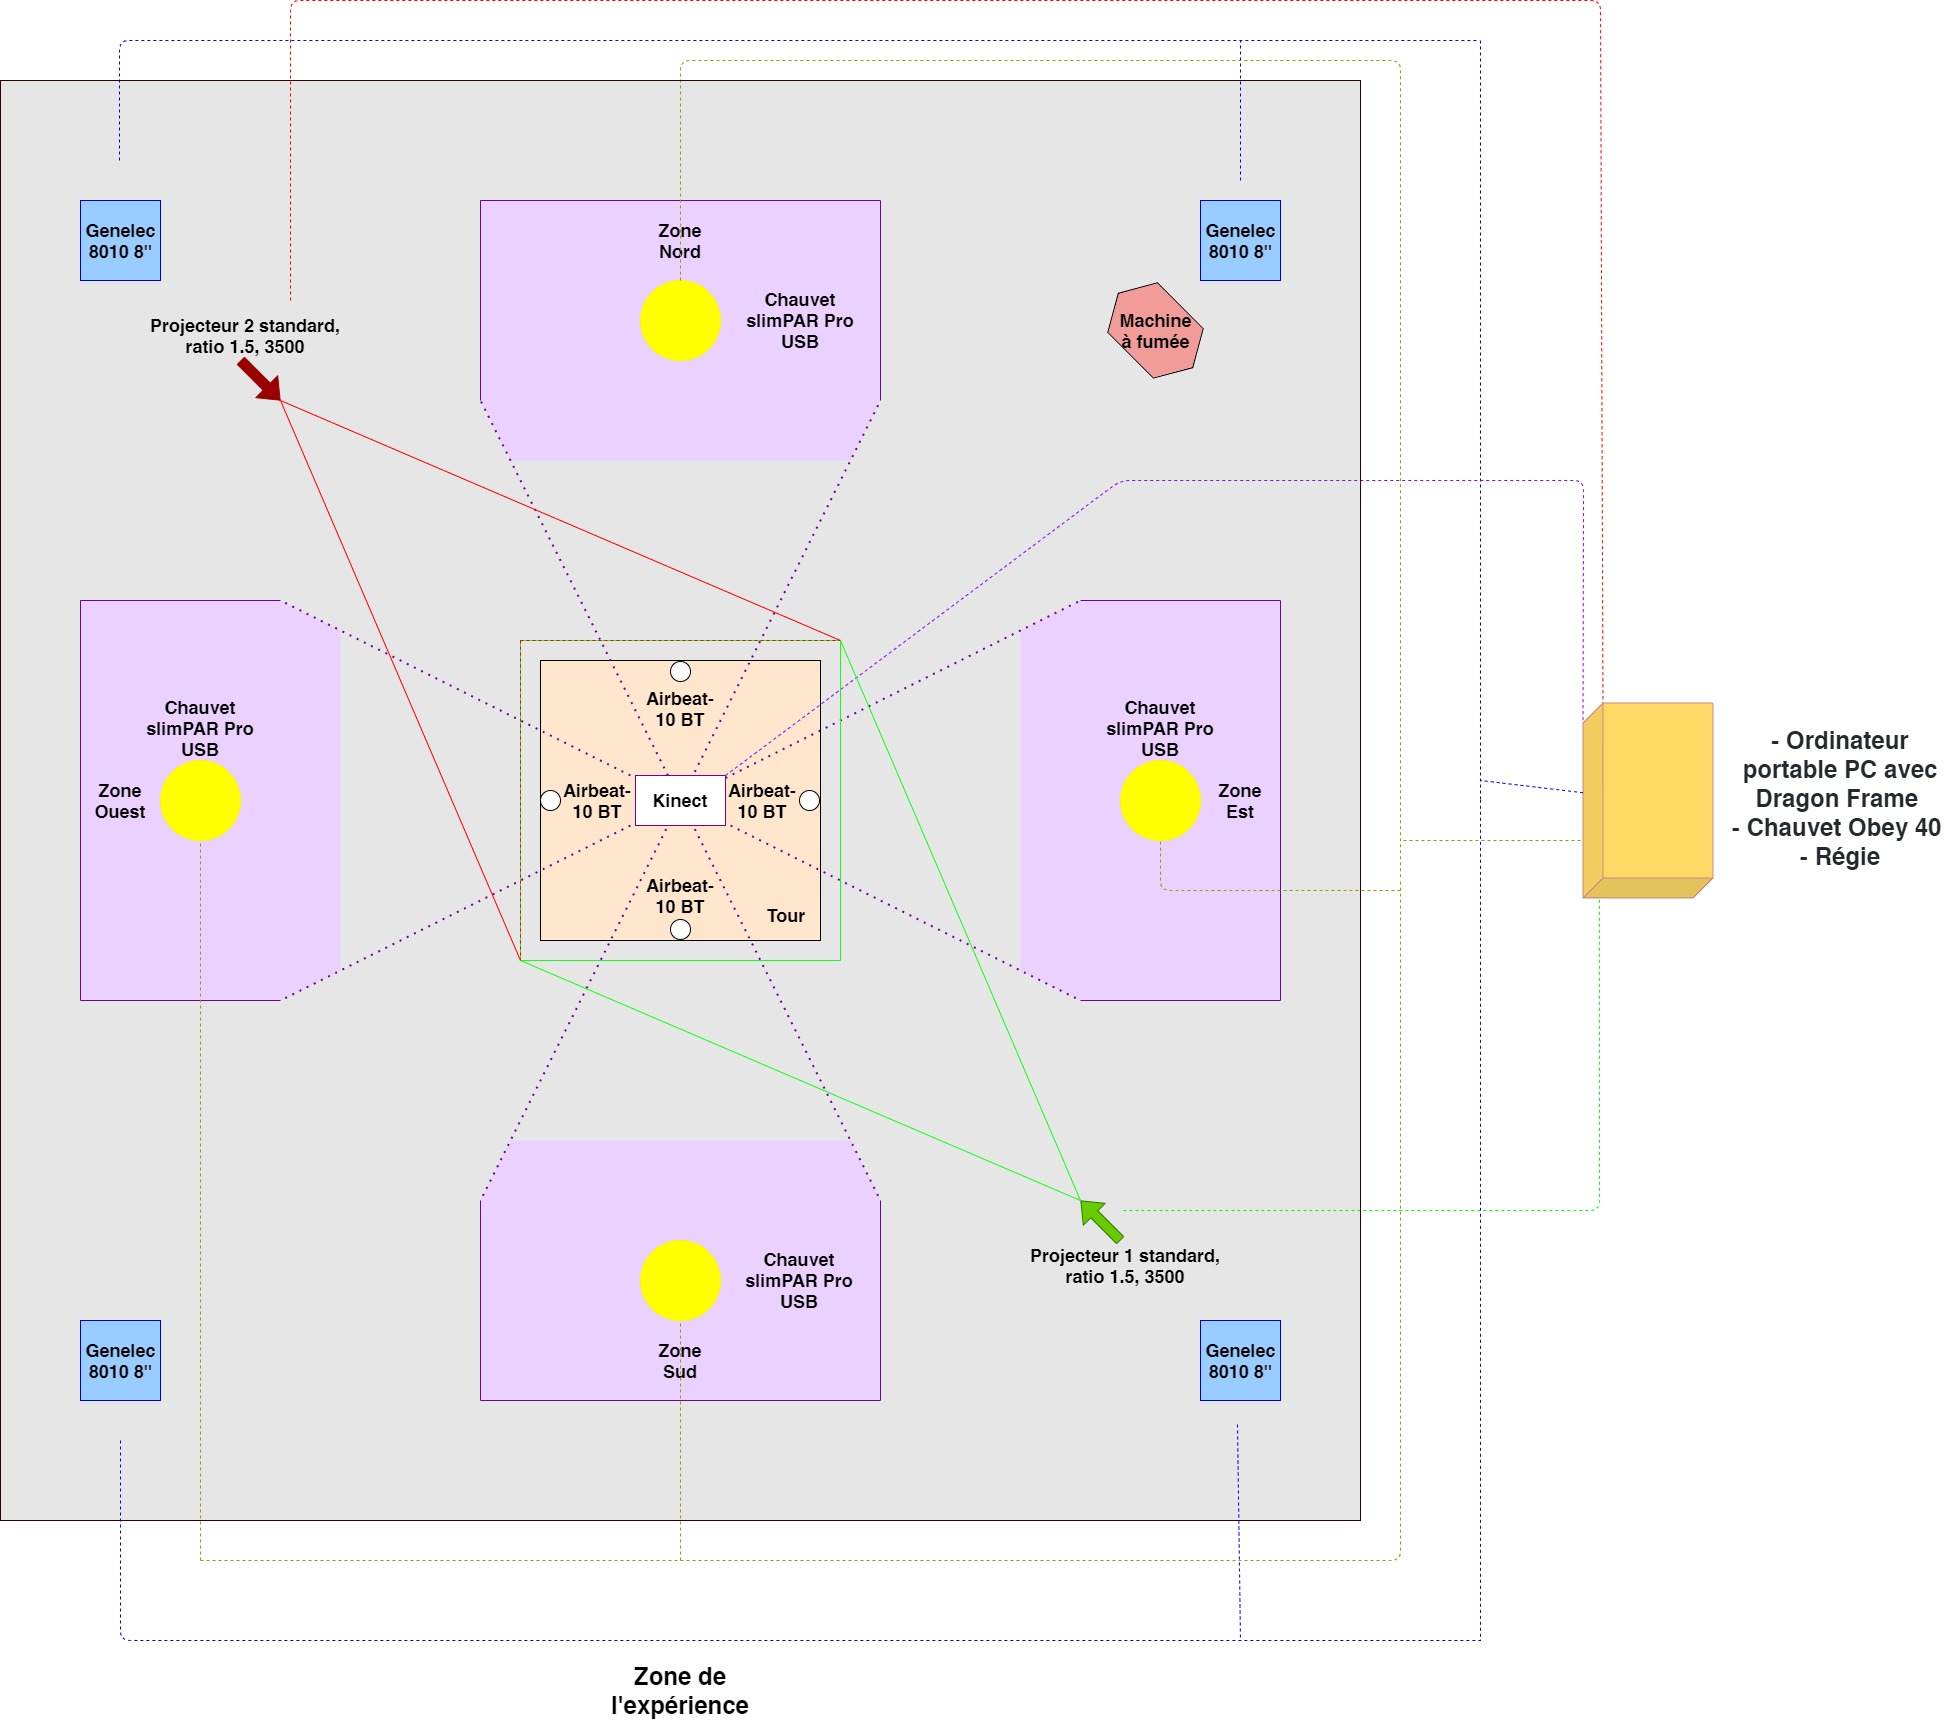 Genelec
8010 8"
Zone
Nord
Genelec
8010 8"
Chauvet
slimPAR Pro
USB
Machine
à fumée
Projecteur 2 standard,
ratio 1.5, 3500
Chauvet
slimPAR Pro
USB
Zone
Ouest
Airbeat-
10 BT
Airbeat-
10 BT
Kinect
Airbeat-
10 BT
Airbeat-
10 BT
Tour
Chauvet
slimPAR Pro
USB
Zone
Est
- Ordinateur
portable PC avec
Dragon Frame
- Chauvet Obey 40
- Régie
Chauvet
slimPAR Pro
USB
Zone
Sud
Projecteur 1 standard,
ratio 1.5, 3500
Genelec
8010 8"
Genelec
8010 8"
Zone de
l'expérience